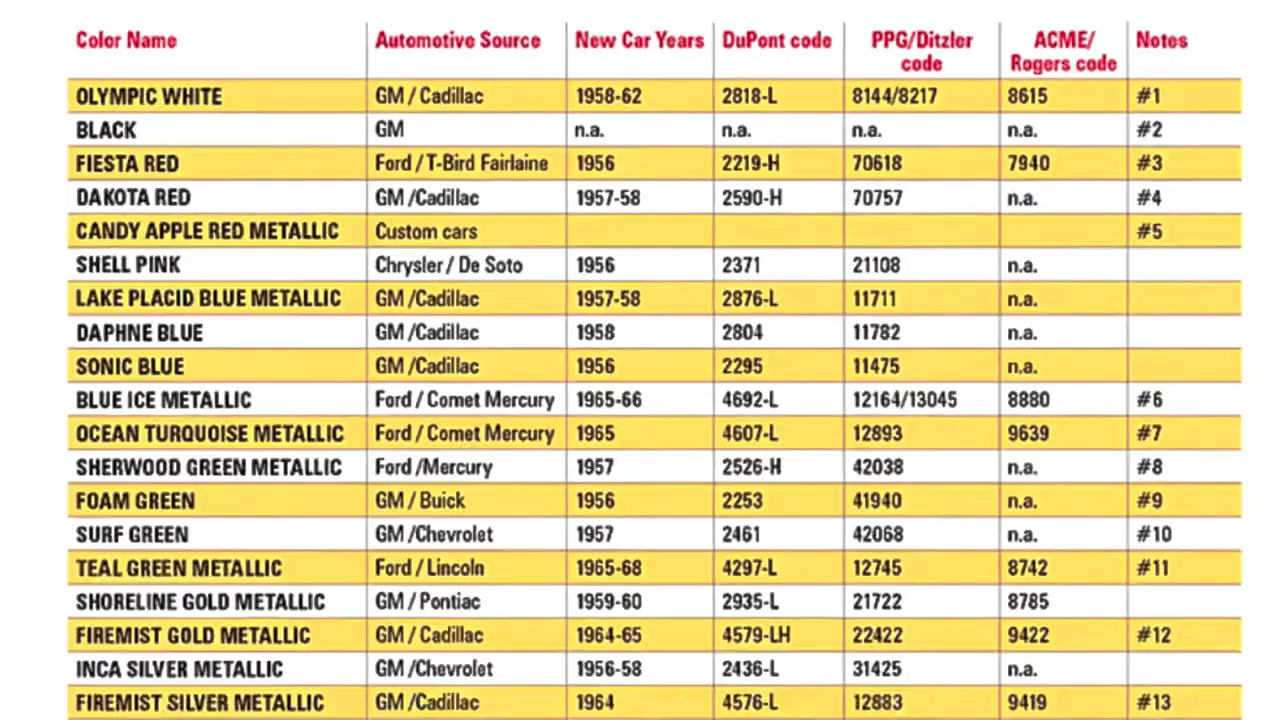 Color Name Automotive Source New Car Years DuPont code PPG/Ditzler code ACME/Rogers code Notes
OLYMPIC WHITE GM / Cadillac 1958-62 2818-L 8144/8217 8615 #1
BLACK GM n.a. n.a. n.a. n.a. #2
FIESTA RED Ford / T-Bird Fairlaine 1956 2219-H 70618 7940 #3
DAKOTA RED GM /Cadillac 1957-58 2590-H 70757 n.a. #4
CANDY APPLE RED METALLIC Custom cars #5
SHELL PINK Chrysler / De Soto 1956 2371 21108 n.a.
LAKE PLACID BLUE METALLIC GM /Cadillac 1957-58 2876-L 11711 n.a.
DAPHNE BLUE GM /Cadillac 1958 2804 11782 n.a.
SONIC BLUE GM /Cadillac 1956 2295 11475 n.a.
BLUE ICE METALLIC Ford / Comet Mercury 1965-66 4692-L 12164/13045 8880 #6
OCEAN TURQUOISE METALLIC Ford / Comet Mercury 1965 4607-L 12893 9639 #7
SHERWOOD GREEN METALLIC Ford /Mercury 1957 2526-H 42038 n.a. #8
FOAM GREEN GM / Buick 1956 2253 41940 n.a. #9
SURF GREEN GM /Chevrolet 1957 2461 42068 n.a. #10
TEAL GREEN METALLIC Ford / Lincoln 1965-68 4297-L 12745 8742 #11
SHORELINE GOLD METALLIC GM / Pontiac 1959-60 2935-L 21722 8785
FIREMIST GOLD METALLIC GM / Cadillac 1964-65 4579-LH 22422 9422 #12
INCA SILVER METALLIC GM /Chevrolet 1956-58 2436-L 31425 n.a.
FIREMIST SILVER METALLIC GM /Cadillac 1964 4576-L 12883 9419 #13